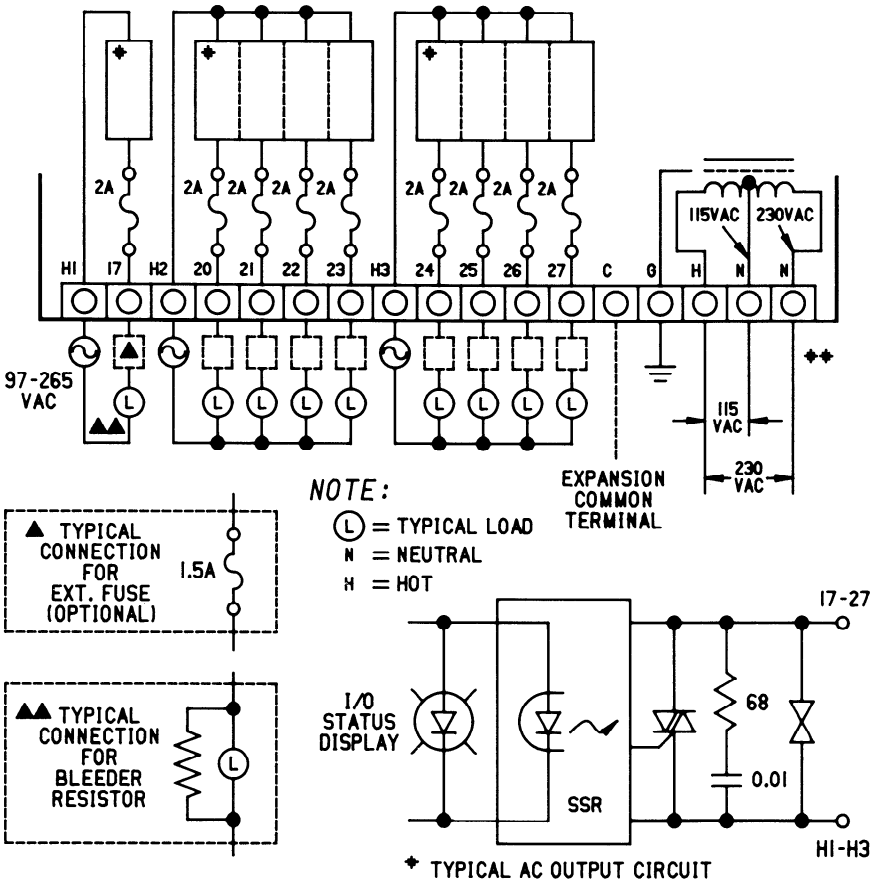 *
*
*
2A
2A
2A
2A
2A
2A
2A
2A
2A
115VAC
230VAC
H1
17
H2
20
21
22
23
H3
24
25
26
27
C
G
H
N
N
97-265
VAC
L
L
L
L
L
L
L
L
L
**
115
VAC
230
VAC
EXPANSION
COMMON
TERMINAL
NOTE:
L = TYPICAL LOAD
N = NEUTRAL
H = HOT
▲ TYPICAL
CONNECTION
FOR
EXT. FUSE
(OPTIONAL)
1.5A
▲▲ TYPICAL
CONNECTION
FOR
BLEEDER
RESISTOR
L
I/O
STATUS
DISPLAY
SSR
68
0.01
17-27
H1-H3
* TYPICAL AC OUTPUT CIRCUIT